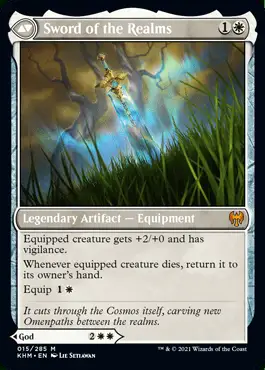 Sword of the Realms 1
Legendary Artifact — Equipment
Equipped creature gets +2/+0 and has
vigilance.
Whenever equipped creature dies, return it to
its owner's hand.
Equip 1
It cuts through the Cosmos itself, carving new
Omenpaths between the realms.
God 2
015/285 M
KHM • EN Lie Setiawan
™ & © 2021 Wizards of the Coast